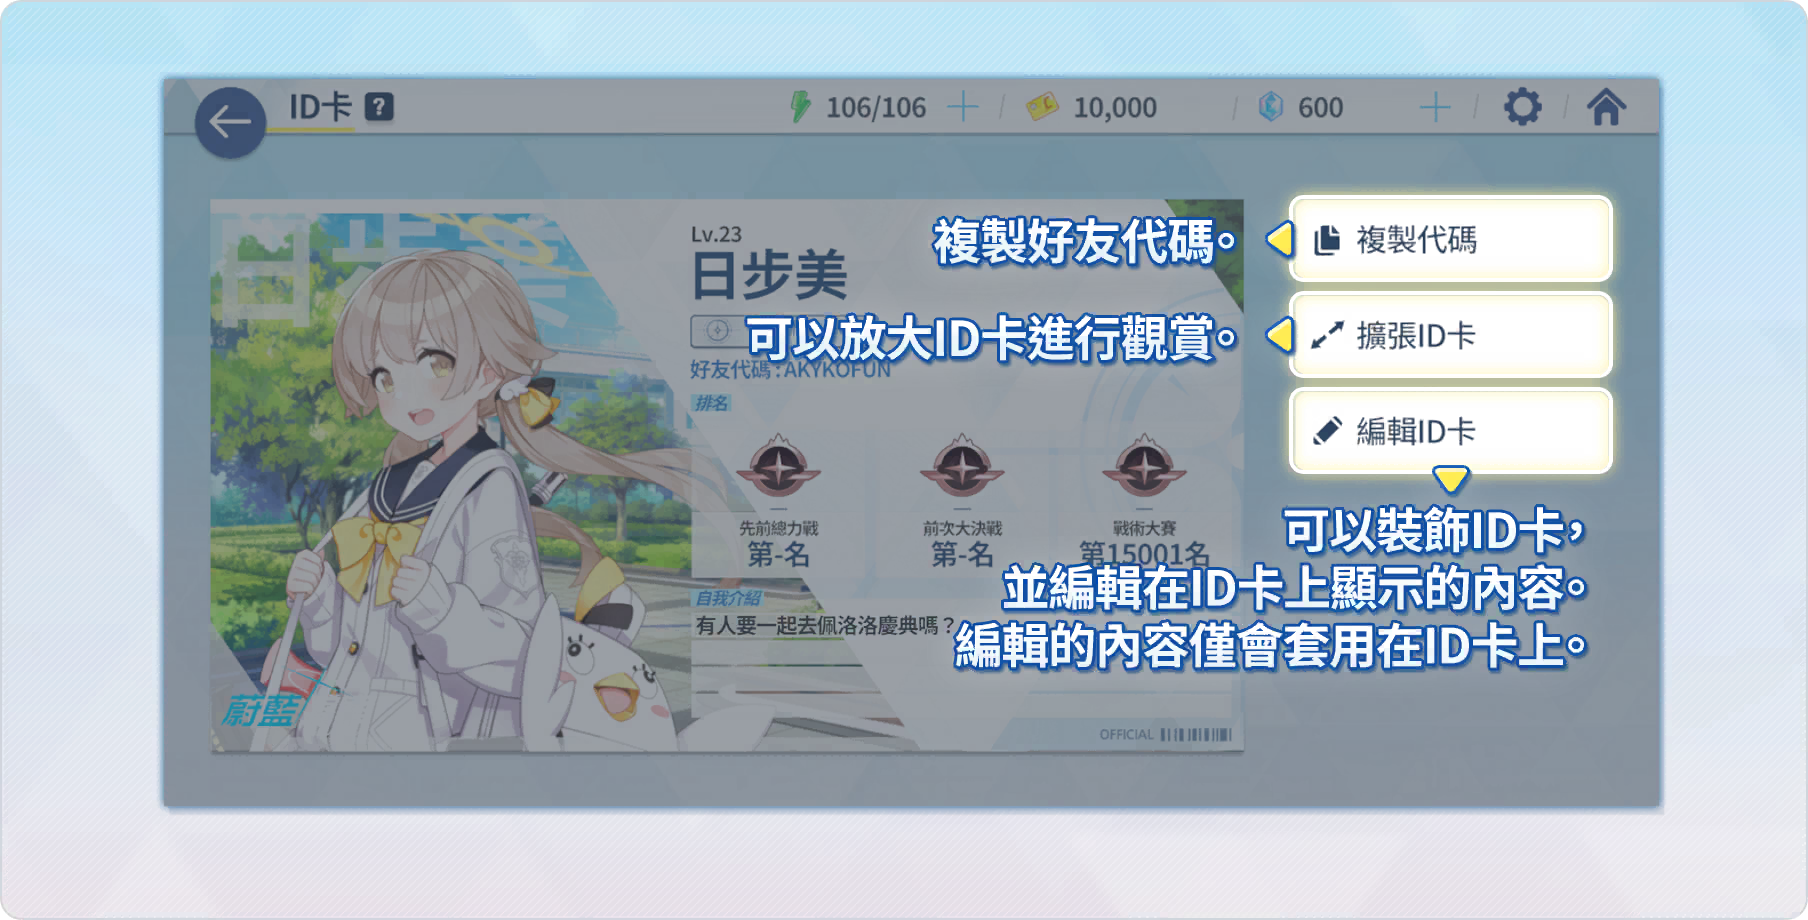 ID卡 ?
106/106
10,000
600
日步美
Lv.23
日步美
好友代碼:AKYKOFUN
排名
先前總力戰
第-名
前次大決戰
第-名
戰術大賽
第15001名
自我介紹
有人要一起去佩洛洛慶典嗎?
蔚藍
OFFICIAL
複製好友代碼。
複製代碼
可以放大ID卡進行觀賞。
擴張ID卡
編輯ID卡
可以裝飾ID卡,
並編輯在ID卡上顯示的內容。
編輯的內容僅會套用在ID卡上。